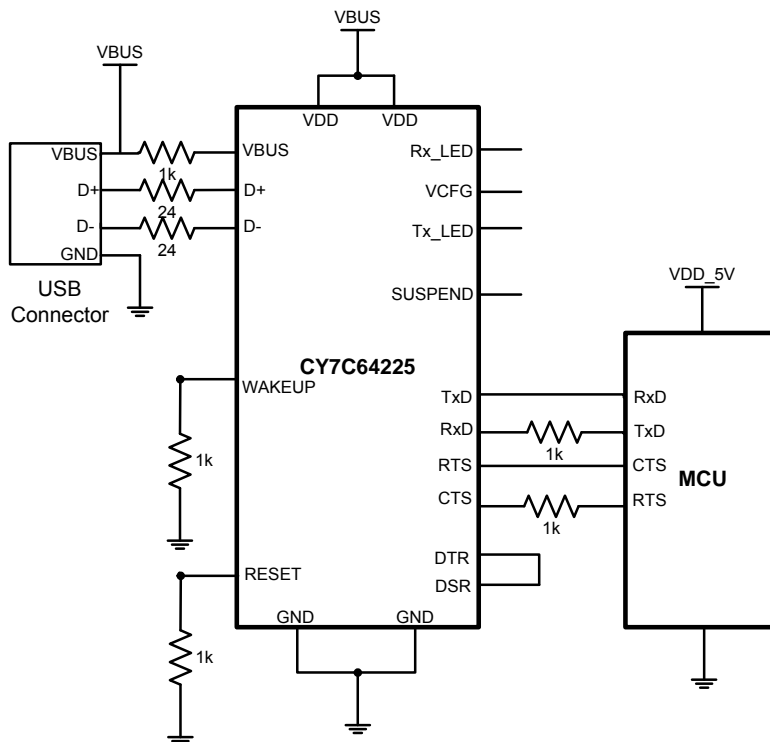 VBUS
VBUS
VDD VDD
VBUS
1k
VBUS
Rx_LED
D+
24
D+
VCFG
D-
24
D-
Tx_LED
GND
USB
Connector
SUSPEND
VDD_5V
CY7C64225
WAKEUP
1k
TxD
RxD
RxD
1k
TxD
RTS
CTS
MCU
CTS
1k
RTS
DTR
DSR
RESET
1k
GND GND